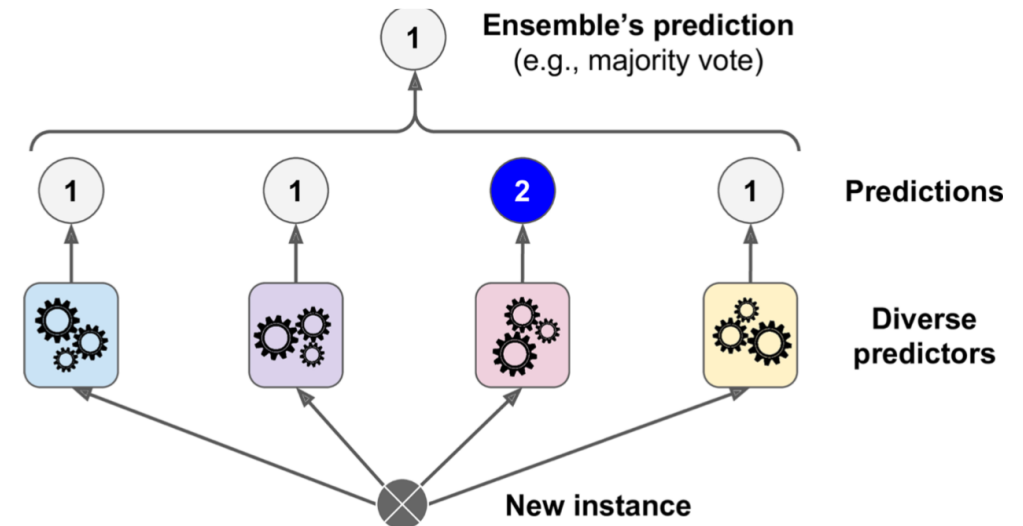 1
Ensemble’s prediction
(e.g., majority vote)
1
1
2
1
Predictions
Diverse
predictors
New instance